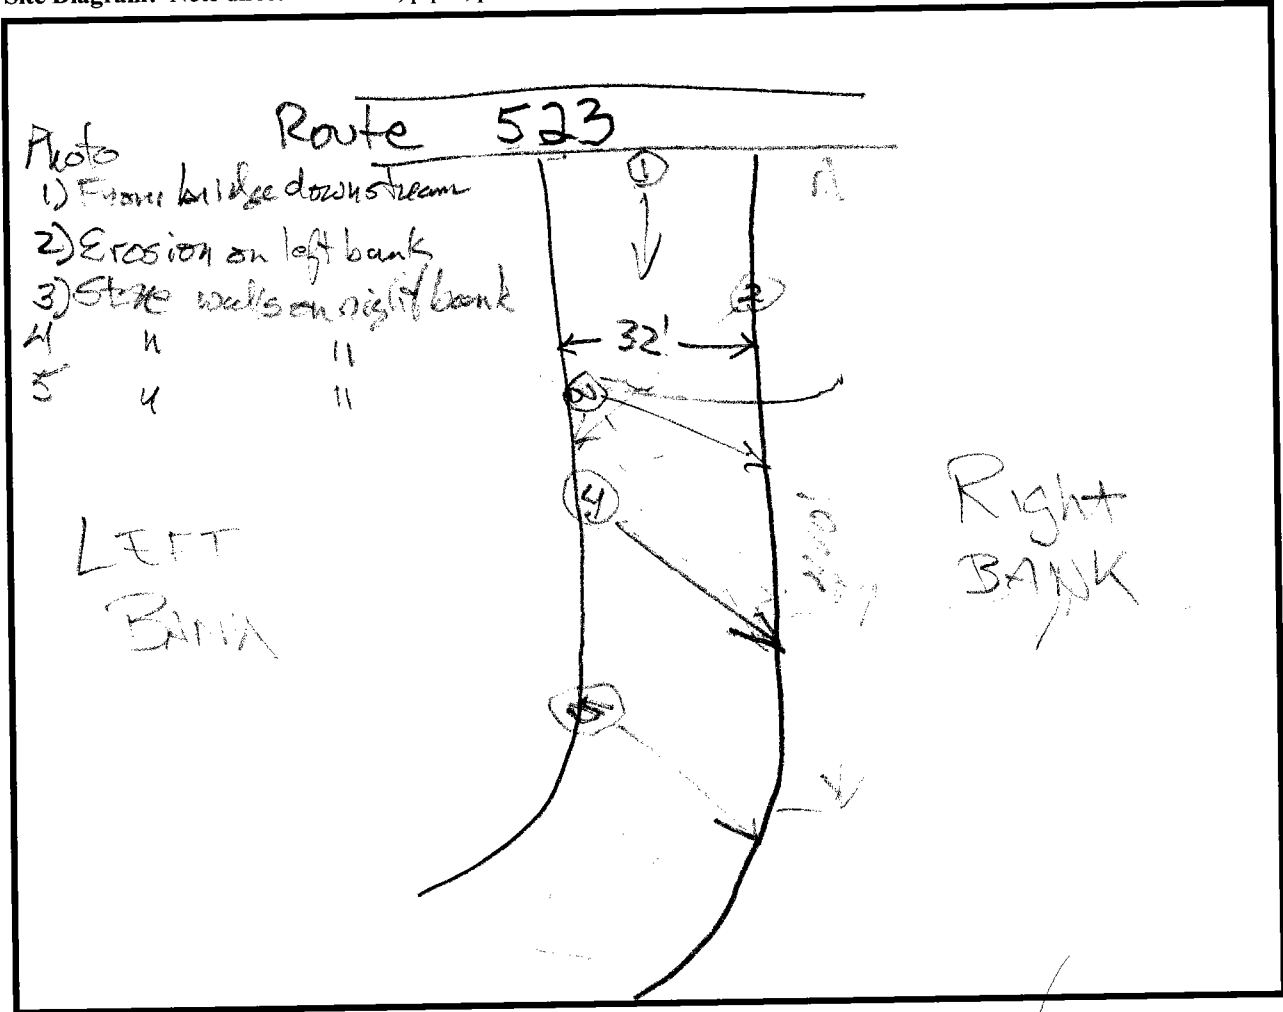 Site Diagram:
Route 523
Photo
1) From bridge downstream
2) Erosion on left bank
3) Stone walls on right bank
4 " "
5 " "
1
2
32'
4
5
LEFT
BANK
Right
BANK